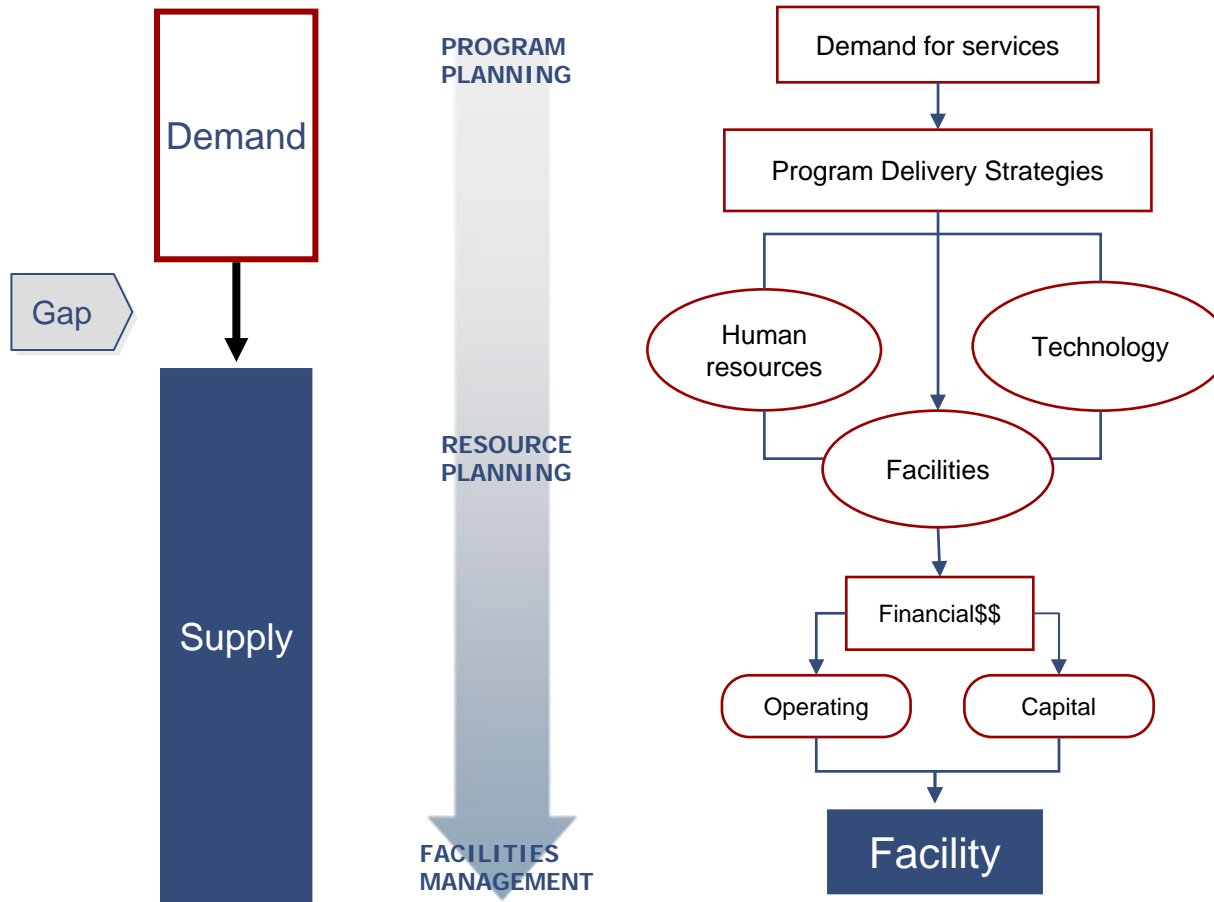 Demand
Gap
Supply
PROGRAM
PLANNING
RESOURCE
PLANNING
FACILITIES
MANAGEMENT
Demand for services
Program Delivery Strategies
Human
resources
Technology
Facilities
Financial$$
Operating
Capital
Facility